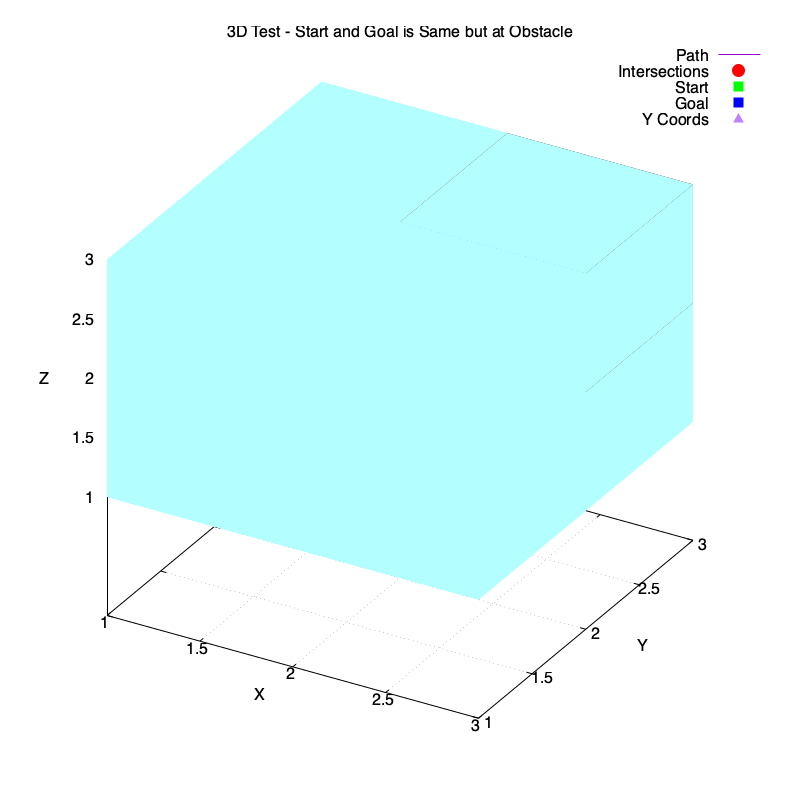 3D Test - Start and Goal is Same but at Obstacle
Path
Intersections
Start
Goal
Y Coords
3
2.5
Z 2
1.5
1
1
1.5
2
2.5
3
X
1
1.5
2
2.5
3
Y